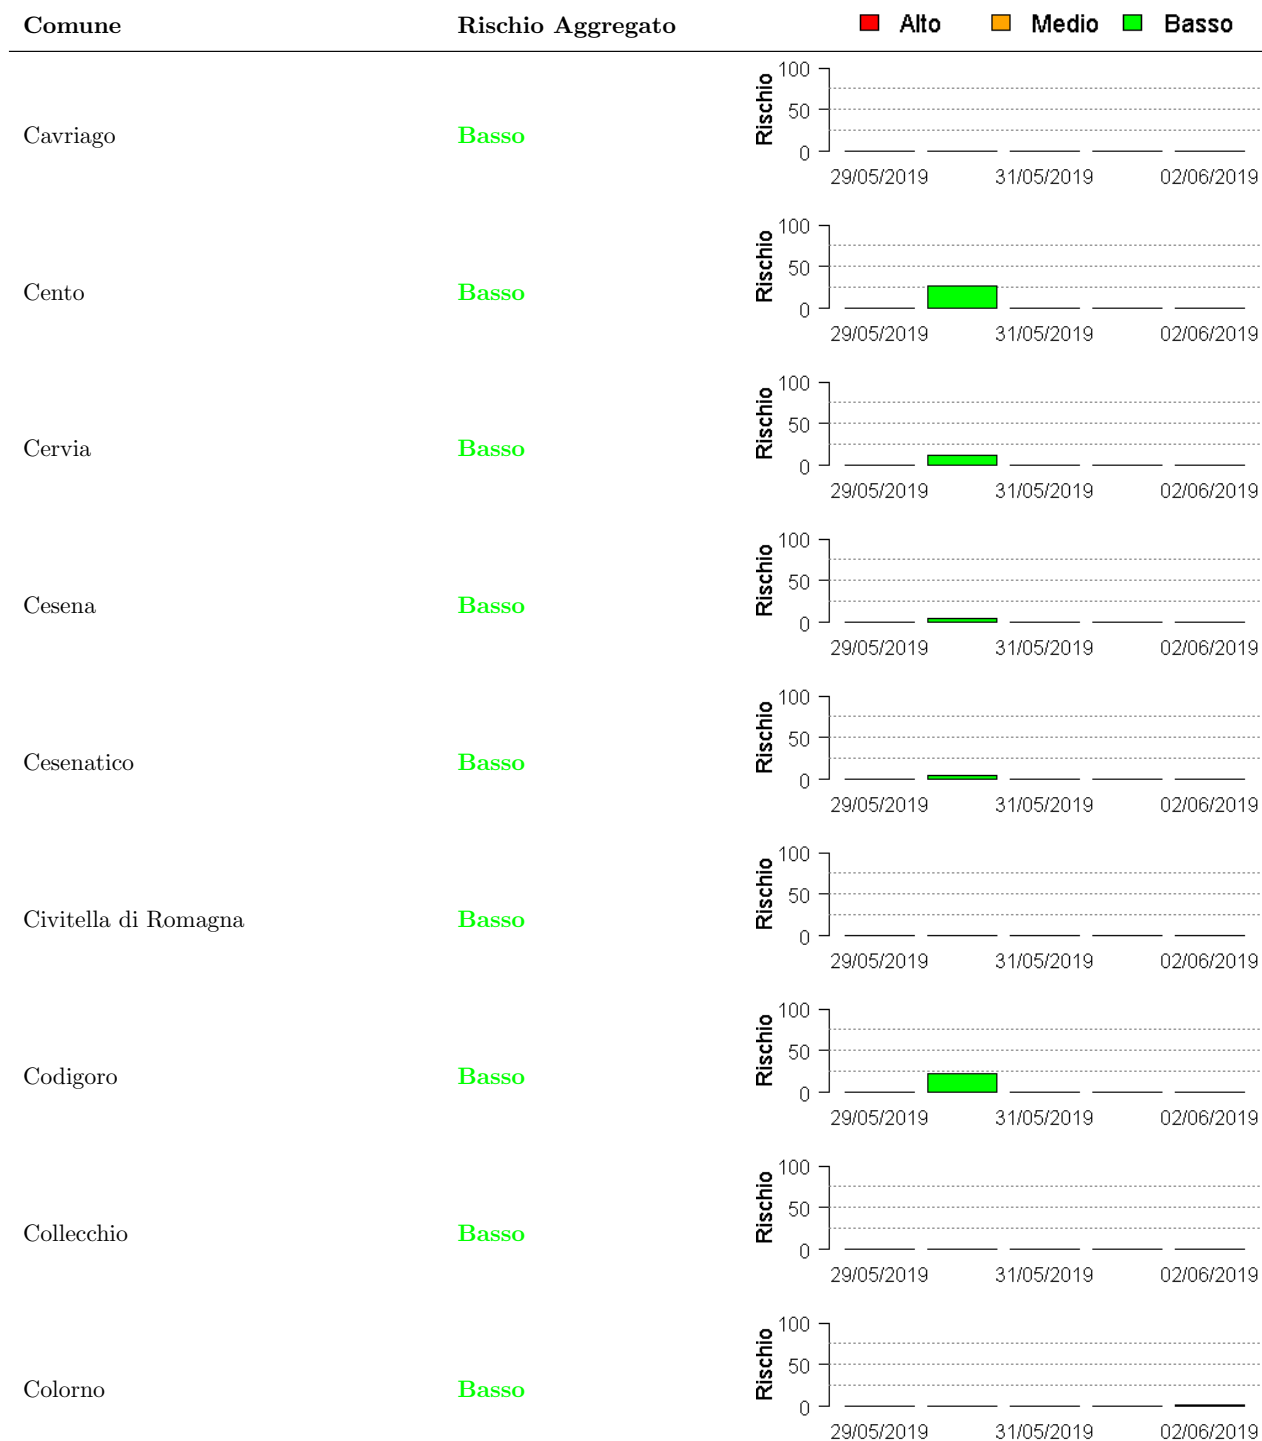 Comune Rischio Aggregato Alto Medio Basso
Cavriago Basso Rischio 100 50 0
29/05/2019 31/05/2019 02/06/2019
Cento Basso Rischio 100 50 0
29/05/2019 31/05/2019 02/06/2019
Cervia Basso Rischio 100 50 0
29/05/2019 31/05/2019 02/06/2019
Cesena Basso Rischio 100 50 0
29/05/2019 31/05/2019 02/06/2019
Cesenatico Basso Rischio 100 50 0
29/05/2019 31/05/2019 02/06/2019
Civitella di Romagna Basso Rischio 100 50 0
29/05/2019 31/05/2019 02/06/2019
Codigoro Basso Rischio 100 50 0
29/05/2019 31/05/2019 02/06/2019
Collecchio Basso Rischio 100 50 0
29/05/2019 31/05/2019 02/06/2019
Colorno Basso Rischio 100 50 0
29/05/2019 31/05/2019 02/06/2019